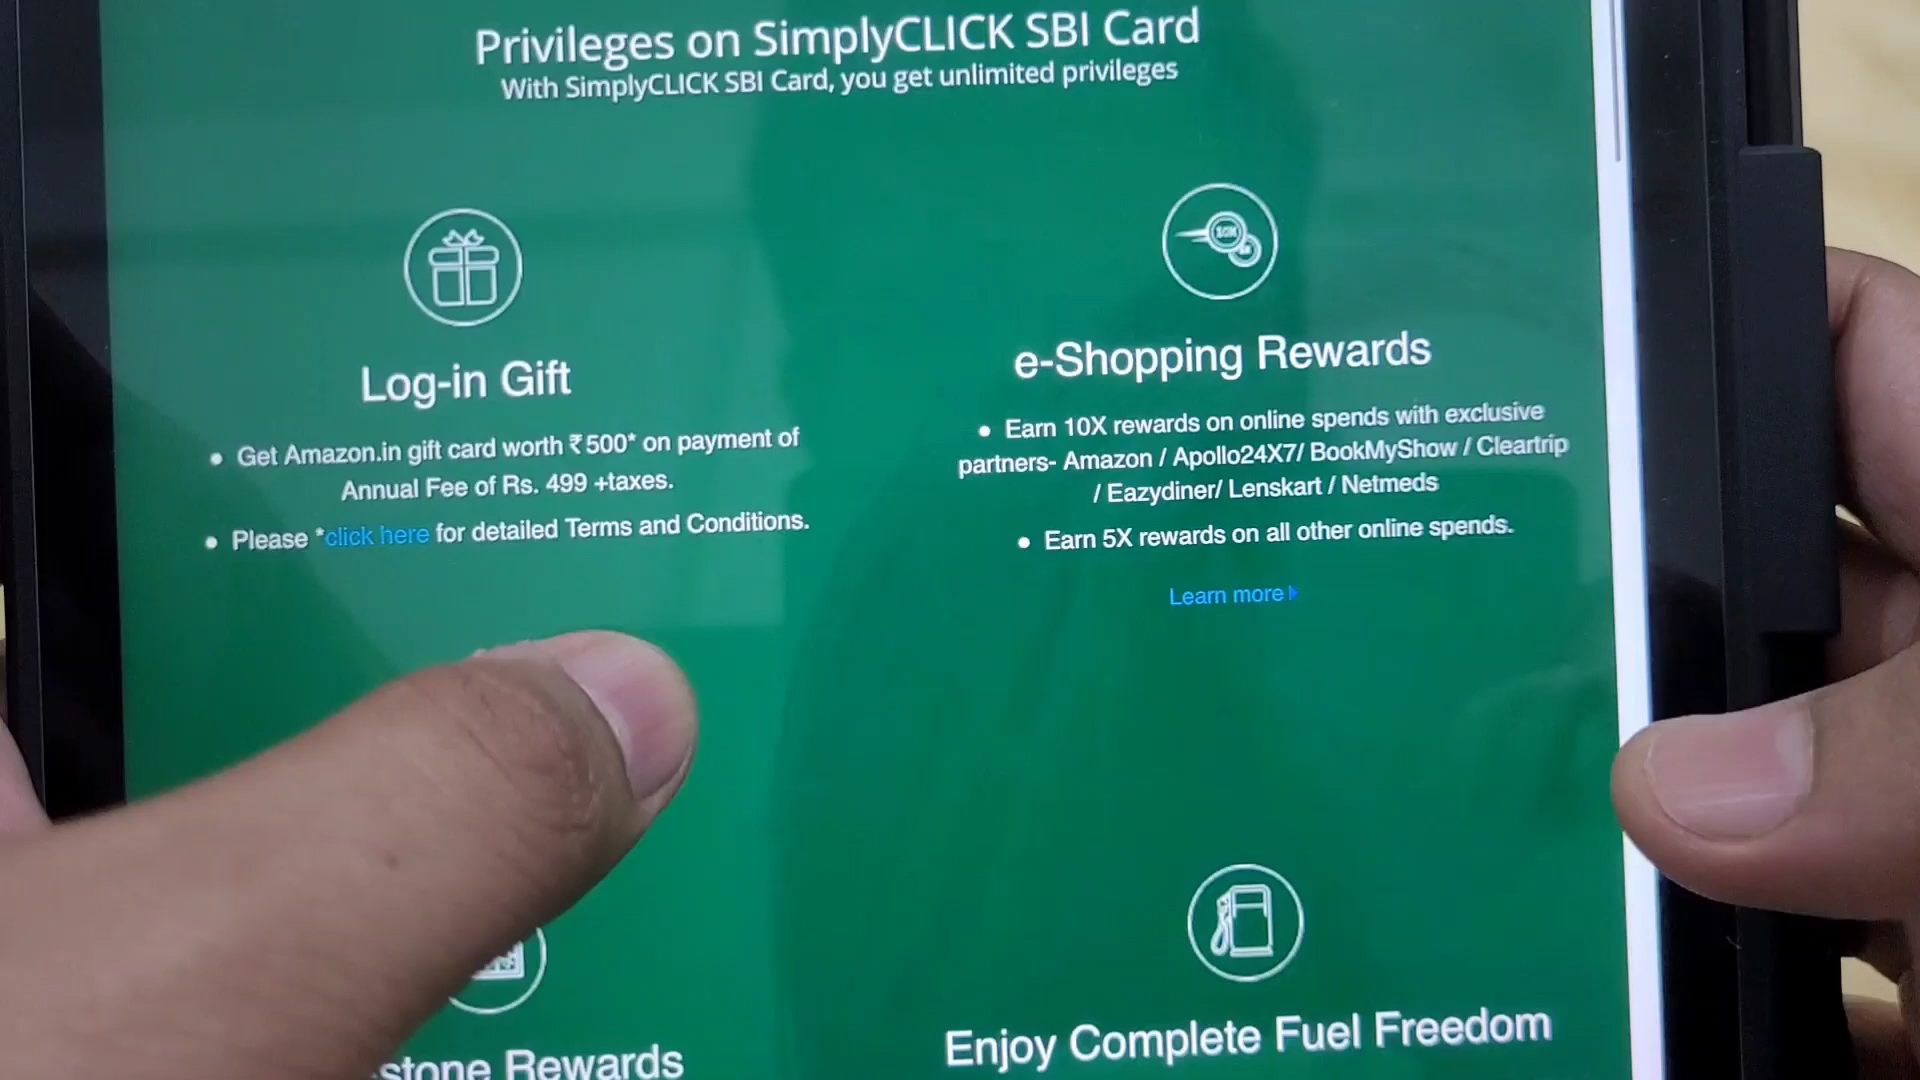 Privileges on SimplyCLICK SBI Card
With SimplyCLICK SBI Card, you get unlimited privileges
Log-in Gift
• Get Amazon.in gift card worth ₹500* on payment of
Annual Fee of Rs. 499 +taxes.
• Please *click here for detailed Terms and Conditions.
e-Shopping Rewards
• Earn 10X rewards on online spends with exclusive
partners- Amazon / Apollo24X7/ BookMyShow / Cleartrip
/ Eazydiner/ Lenskart / Netmeds
• Earn 5X rewards on all other online spends.
Learn more
Rewards
Enjoy Complete Fuel Freedom